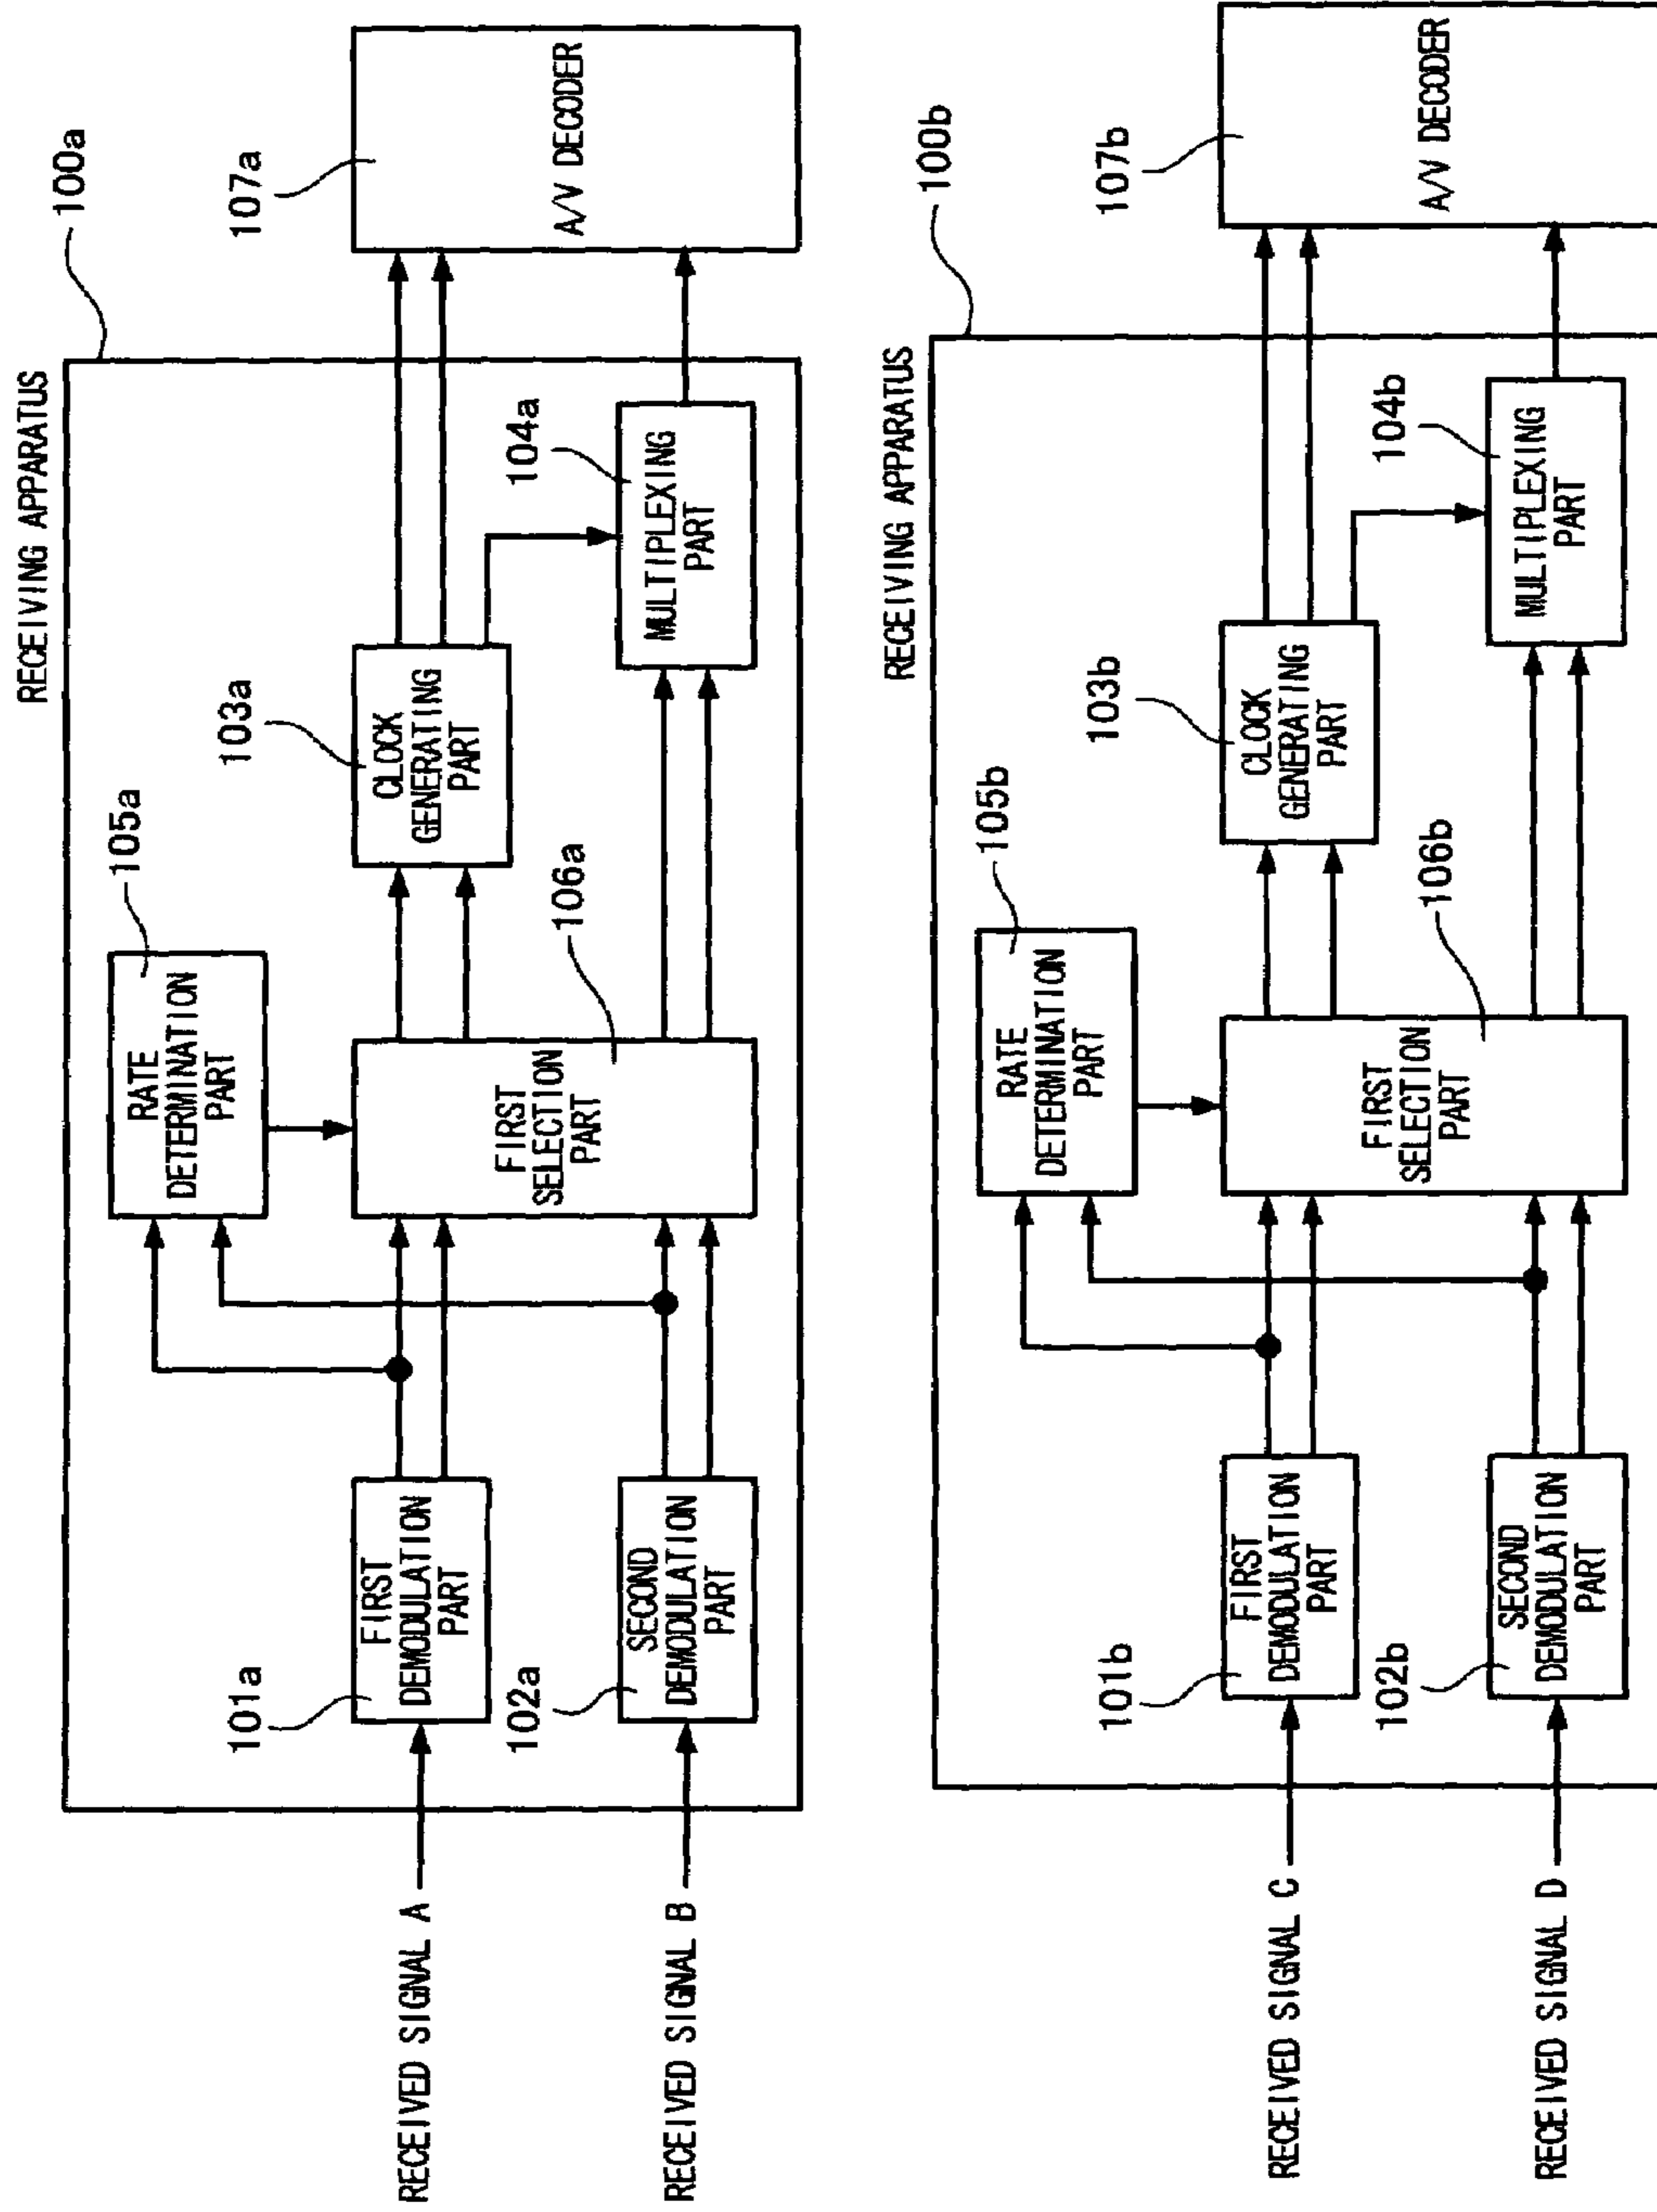 RECEIVING APPARATUS
100a
105a
RATE
DETERMINATION
PART
103a
CLOCK
GENERATING
PART
107a
A/V DECODER
101a
FIRST
DEMODULATION
PART
FIRST
SELECTION
PART
106a
104a
MULTIPLEXING
PART
102a
SECOND
DEMODULATION
PART
RECEIVED SIGNAL A
RECEIVED SIGNAL B
RECEIVING APPARATUS
100b
105b
RATE
DETERMINATION
PART
103b
CLOCK
GENERATING
PART
107b
A/V DECODER
101b
FIRST
DEMODULATION
PART
FIRST
SELECTION
PART
106b
104b
MULTIPLEXING
PART
102b
SECOND
DEMODULATION
PART
RECEIVED SIGNAL C
RECEIVED SIGNAL D